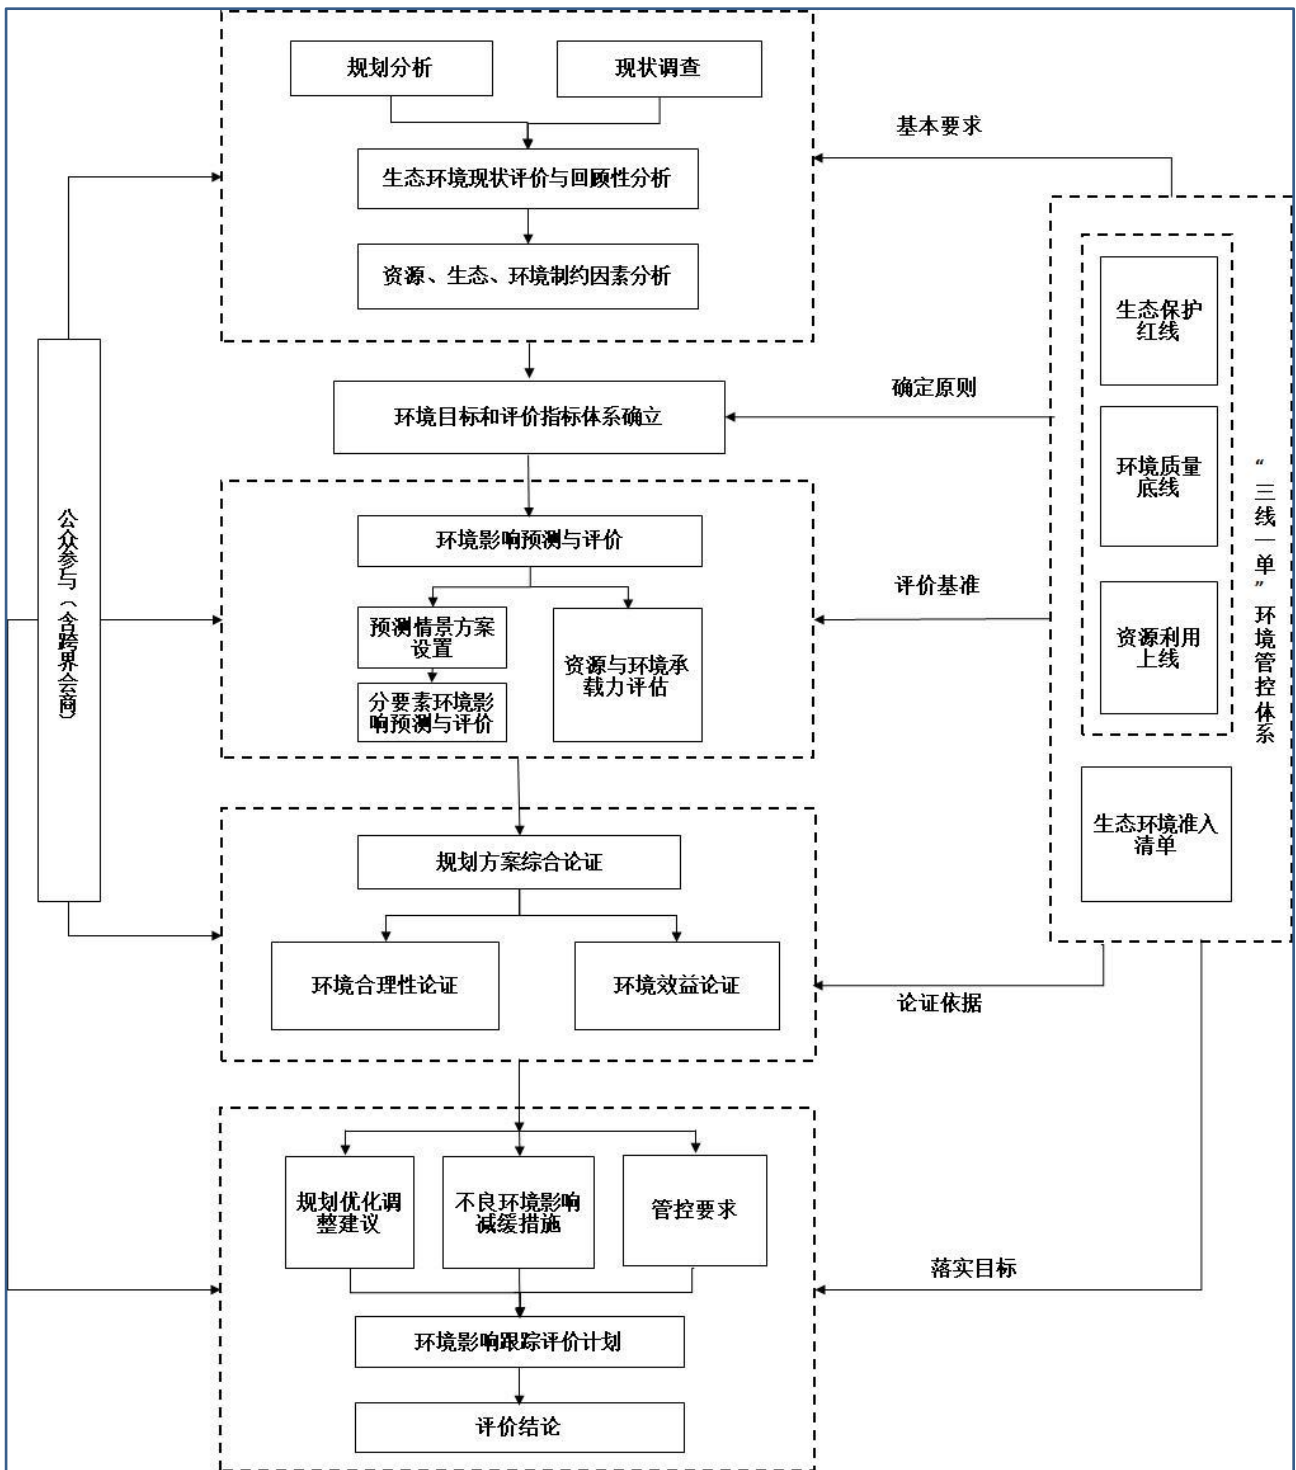 规划分析
现状调查
基本要求
生态环境现状评价与回顾性分析
资源、生态、环境制约因素分析
生态保护
红线
确定原则
环境目标和评价指标体系确立
环境质量
底线
“三线一单”环境管控体系
公众参与（含跨界会商）
环境影响预测与评价
评价基准
预测情景方案
设置
资源与环境承
载力评估
资源利用
上线
分要素环境影
响预测与评价
生态环境准入
清单
规划方案综合论证
环境合理性论证
环境效益论证
论证依据
规划优化调
整建议
不良环境影响
减缓措施
管控要求
落实目标
环境影响跟踪评价计划
评价结论